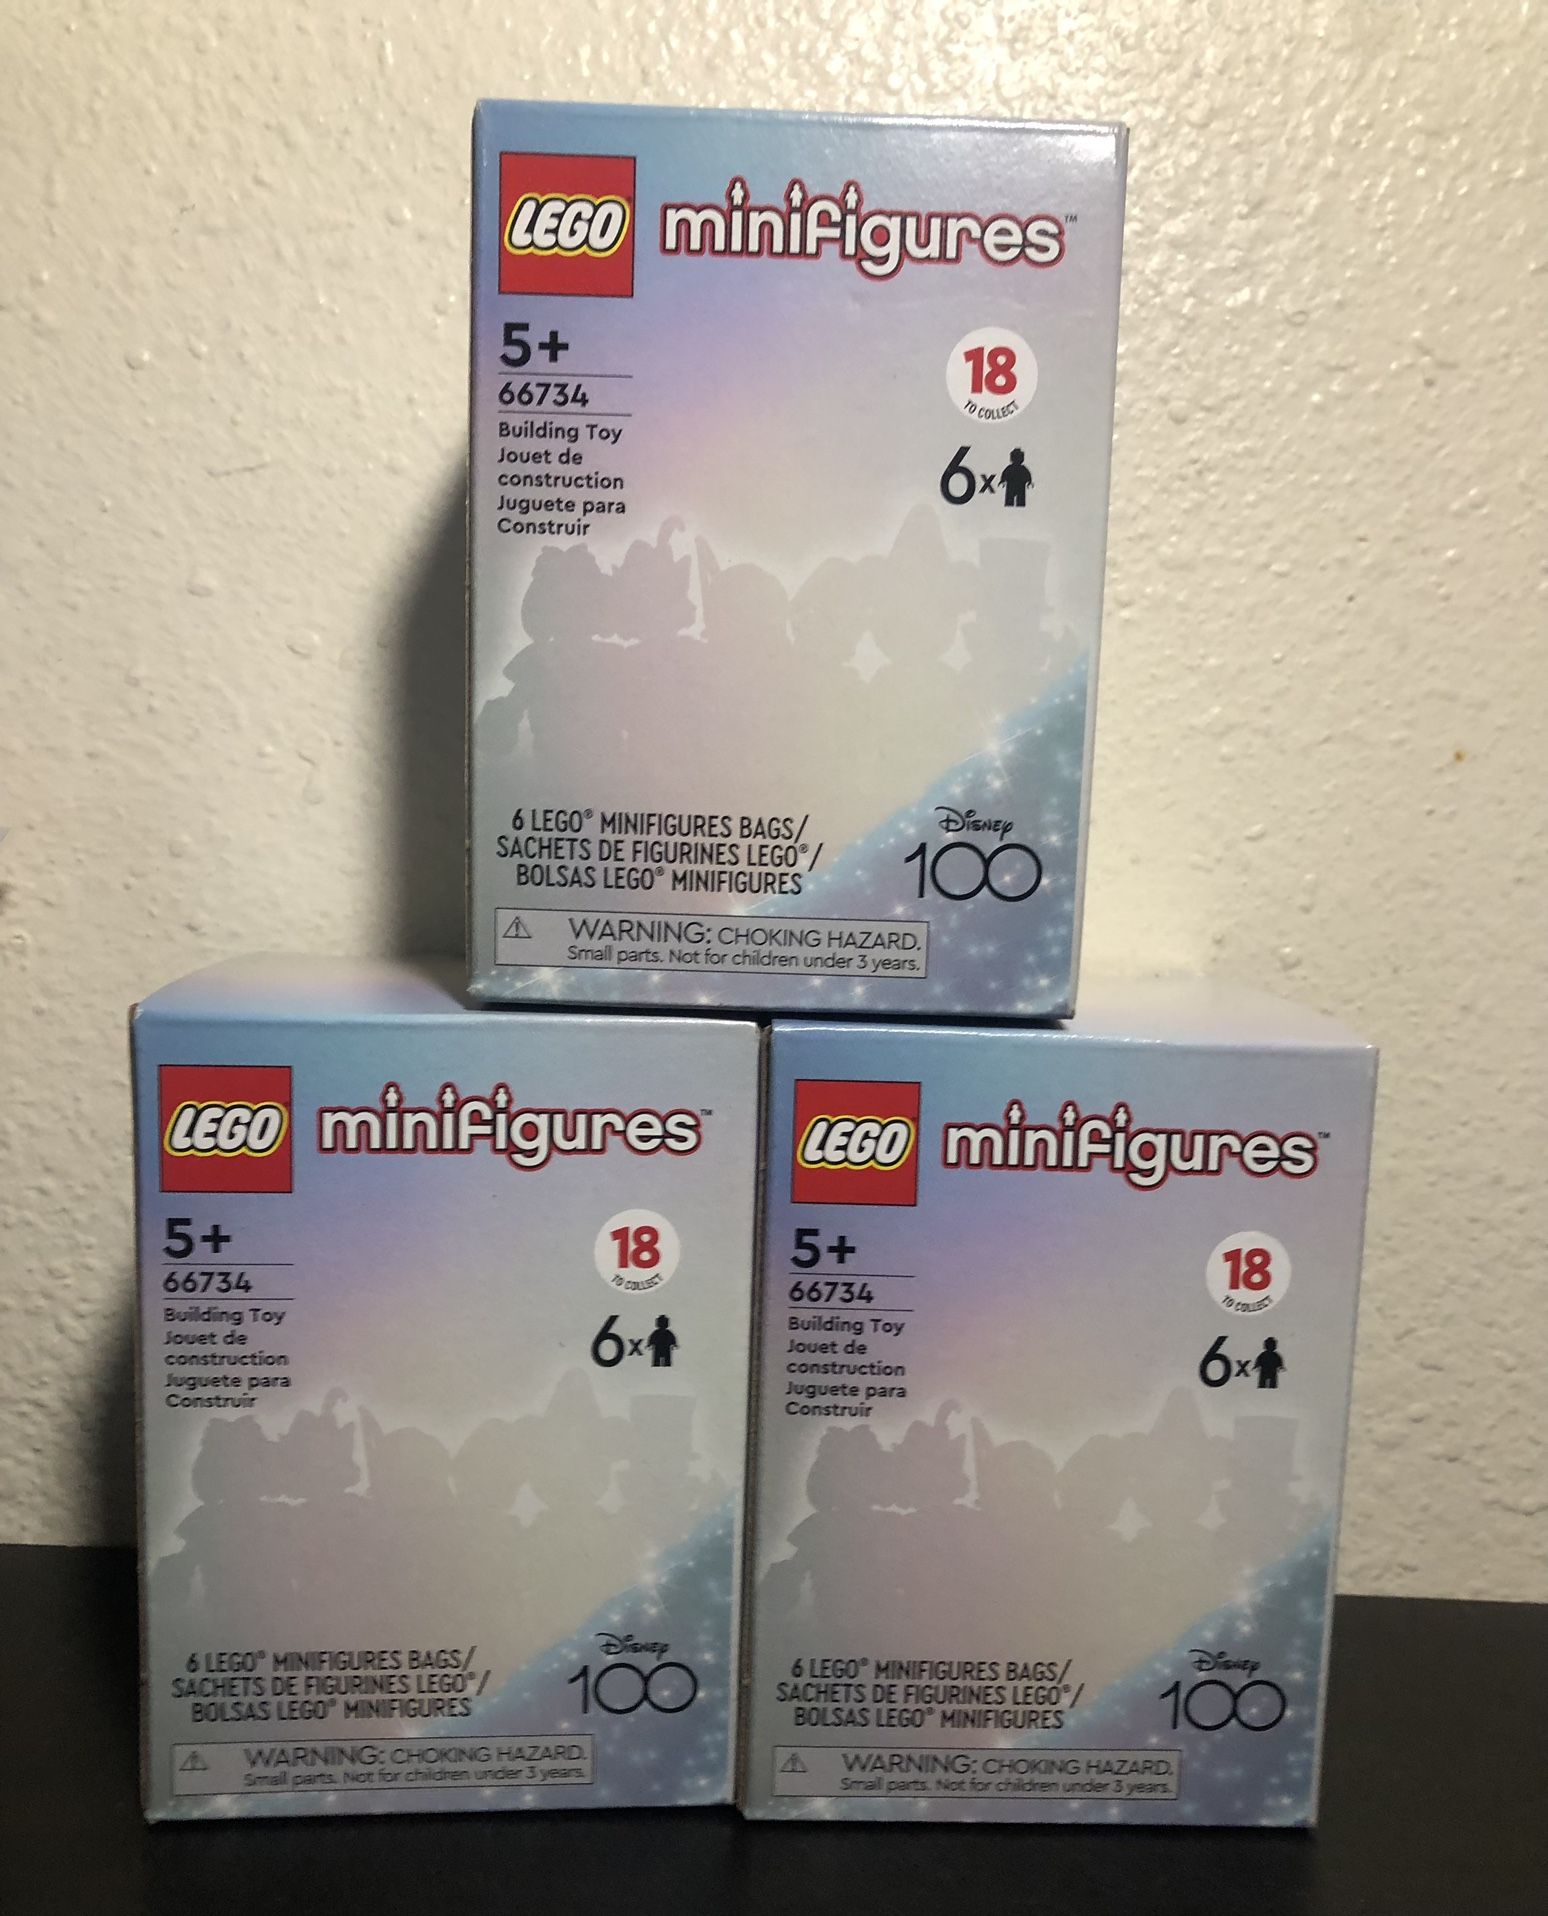 LEGO minifigures™
5+
66734
Building Toy
Jouet de
construction
Juguete para
Construir
18
TO COLLECT
6x
6 LEGO® MINIFIGURES BAGS/
SACHETS DE FIGURINES LEGO®/
BOLSAS LEGO® MINIFIGURES
Disney
100
WARNING: CHOKING HAZARD.
Small parts. Not for children under 3 years.
LEGO minifigures™
5+
66734
Building Toy
Jouet de
construction
Juguete para
Construir
18
TO COLLECT
6x
6 LEGO® MINIFIGURES BAGS/
SACHETS DE FIGURINES LEGO®/
BOLSAS LEGO® MINIFIGURES
Disney
100
WARNING: CHOKING HAZARD.
Small parts. Not for children under 3 years.
LEGO minifigures™
5+
66734
Building Toy
Jouet de
construction
Juguete para
Construir
18
TO COLLECT
6x
6 LEGO® MINIFIGURES BAGS/
SACHETS DE FIGURINES LEGO®/
BOLSAS LEGO® MINIFIGURES
Disney
100
WARNING: CHOKING HAZARD.
Small parts. Not for children under 3 years.